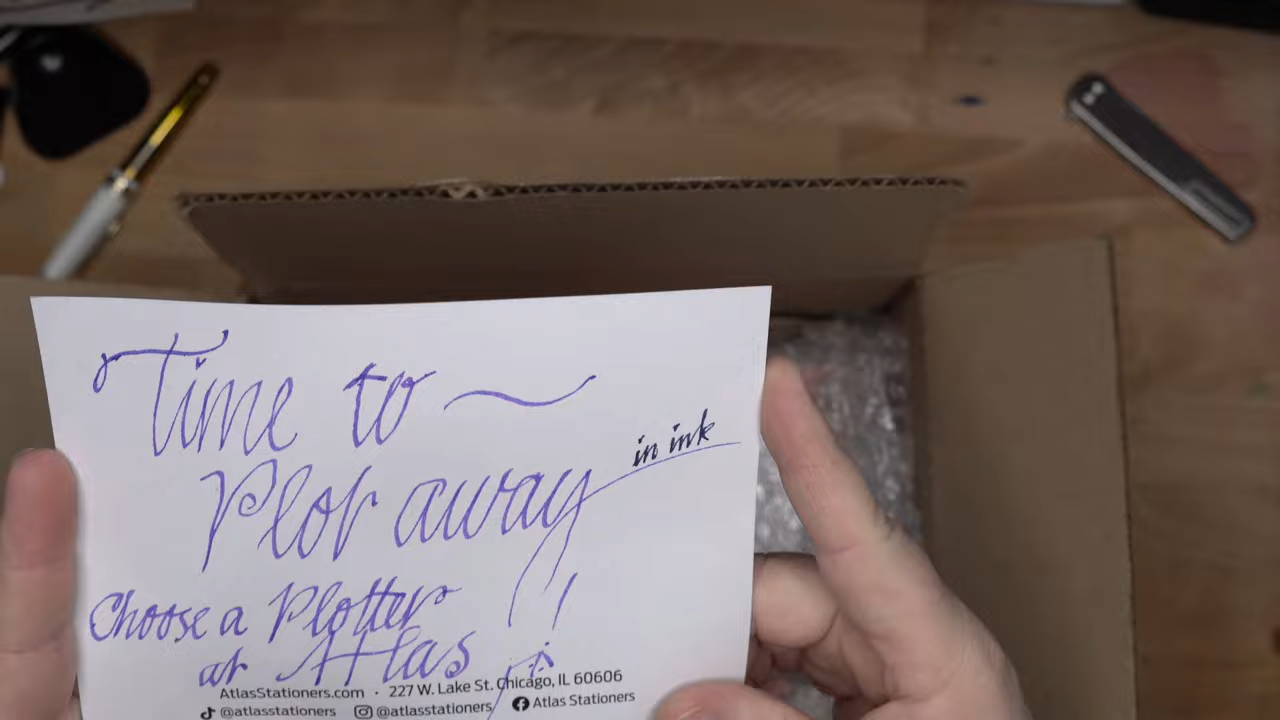 Time to ~
in ink
Plot away
Choose a Plotter
at Atlas
AtlasStationers.com · 227 W. Lake St. Chicago, IL 60606
@atlasstationers @atlasstationers Atlas Stationers